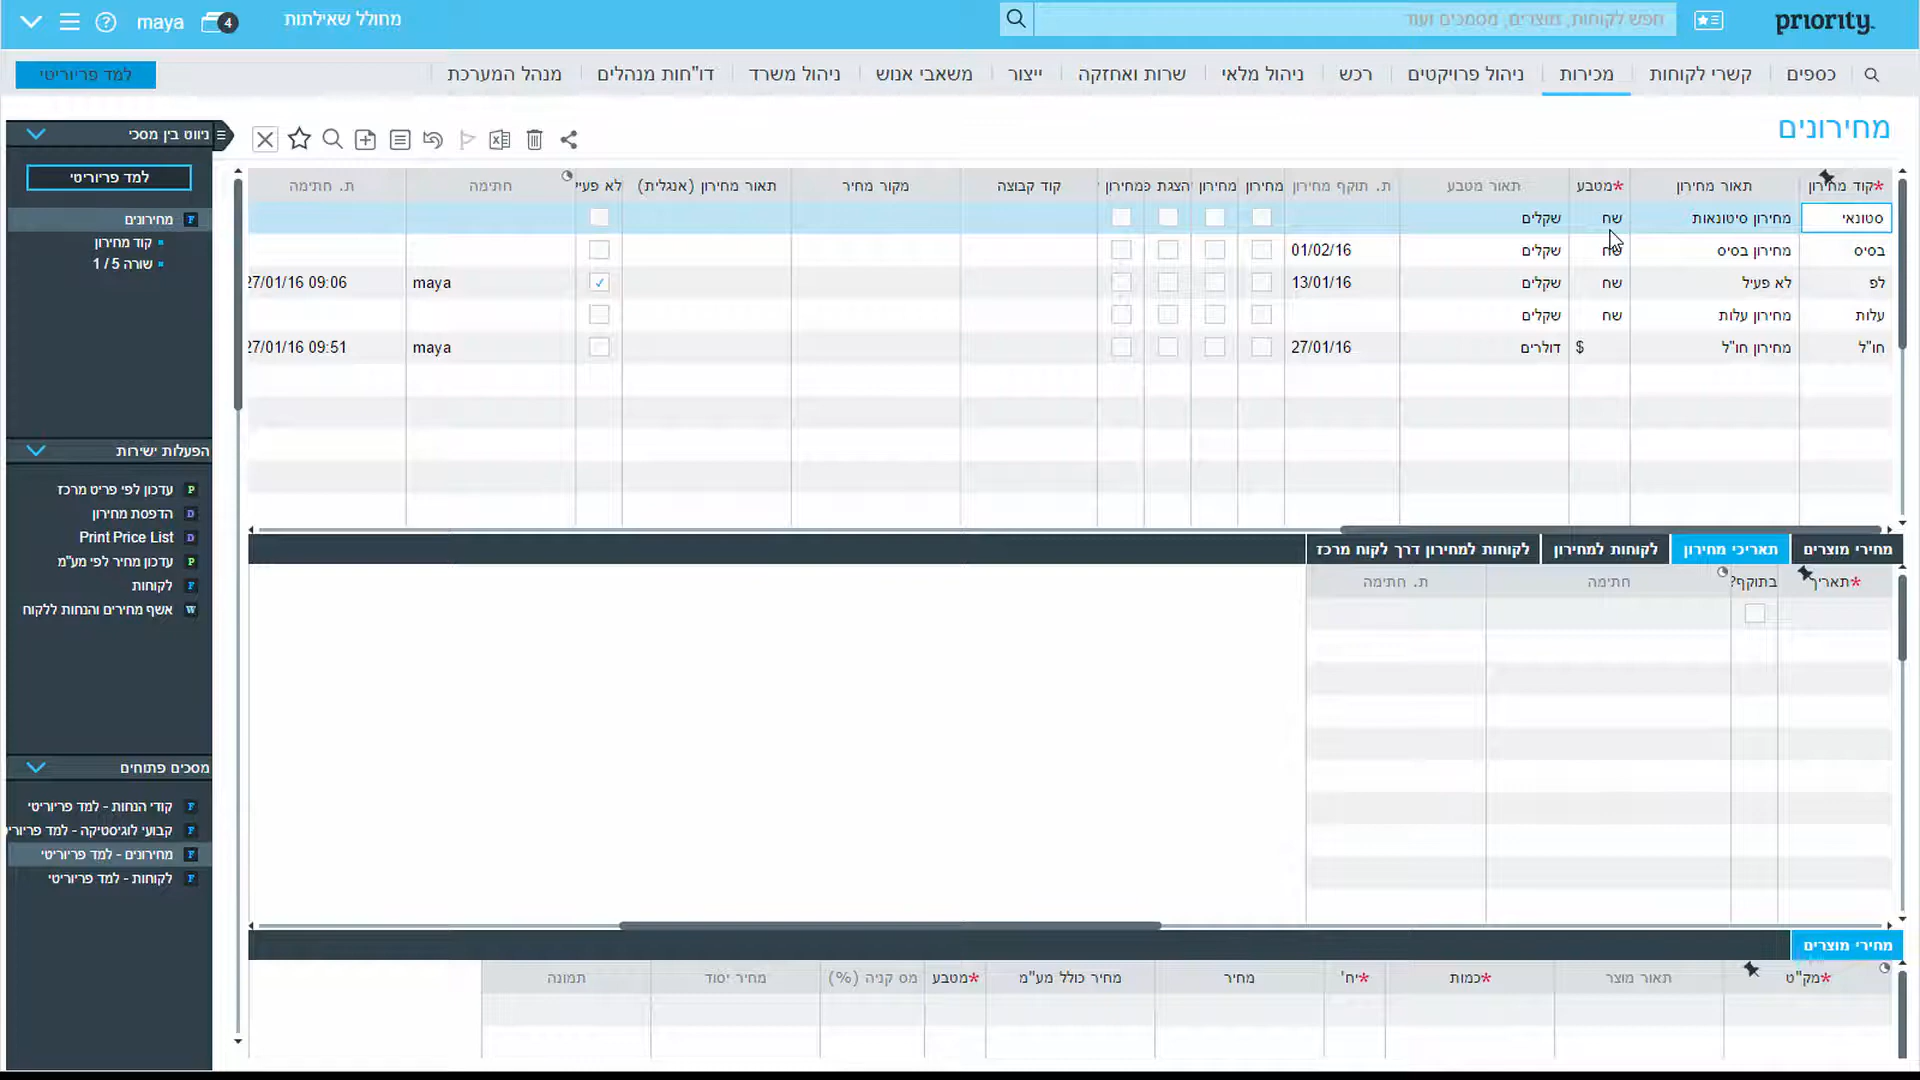 priority.
חפש לקוחות, מוצרים, מסמכים ועוד
מחולל שאילתות
4
maya
כספים
קשרי לקוחות
מכירות
ניהול פרויקטים
רכש
ניהול מלאי
שרות ואחזקה
ייצור
משאבי אנוש
ניהול משרד
דו"חות מנהלים
מנהל המערכת
למד פריוריטי
מחירונים
*קוד מחירון תאור מחירון *מטבע תאור מטבע ת. תוקף מחירון מחירון מחירון הצגת מחירון קוד קבוצה מקור מחיר תאור מחירון (אנגלית) לא פעיל חתימה ת. חתימה
סטונאי מחירון סיטונאות שח שקלים
בסיס מחירון בסיס שח שקלים 01/02/16
לפ לא פעיל שח שקלים 13/01/16 maya 27/01/16 09:06
עלות מחירון עלות שח שקלים
חו"ל מחירון חו"ל $ דולרים 27/01/16 maya 27/01/16 09:51
מחירי מוצרים תאריכי מחירון לקוחות למחירון לקוחות למחירון דרך לקוח מרכז
*תאריך בתוקף? חתימה ת. חתימה
מחירי מוצרים
*מק"ט תאור מוצר *כמות *יח' מחיר מחיר כולל מע"מ *מטבע מס קניה (%) מחיר יסוד תמונה
ניווט בין מסכי
למד פריוריטי
מחירונים
קוד מחירון
שורה 5 / 1
הפעלות ישירות
עדכון לפי פריט מרכז
הדפסת מחירון
Print Price List
עדכון מחיר לפי מע"מ
לקוחות
אשף מחירים והנחות ללקוח
מסכים פתוחים
קודי הנחות - למד פריוריטי
קבועי לוגיסטיקה - למד
מחירונים - למד פריוריטי
לקוחות - למד פריוריטי